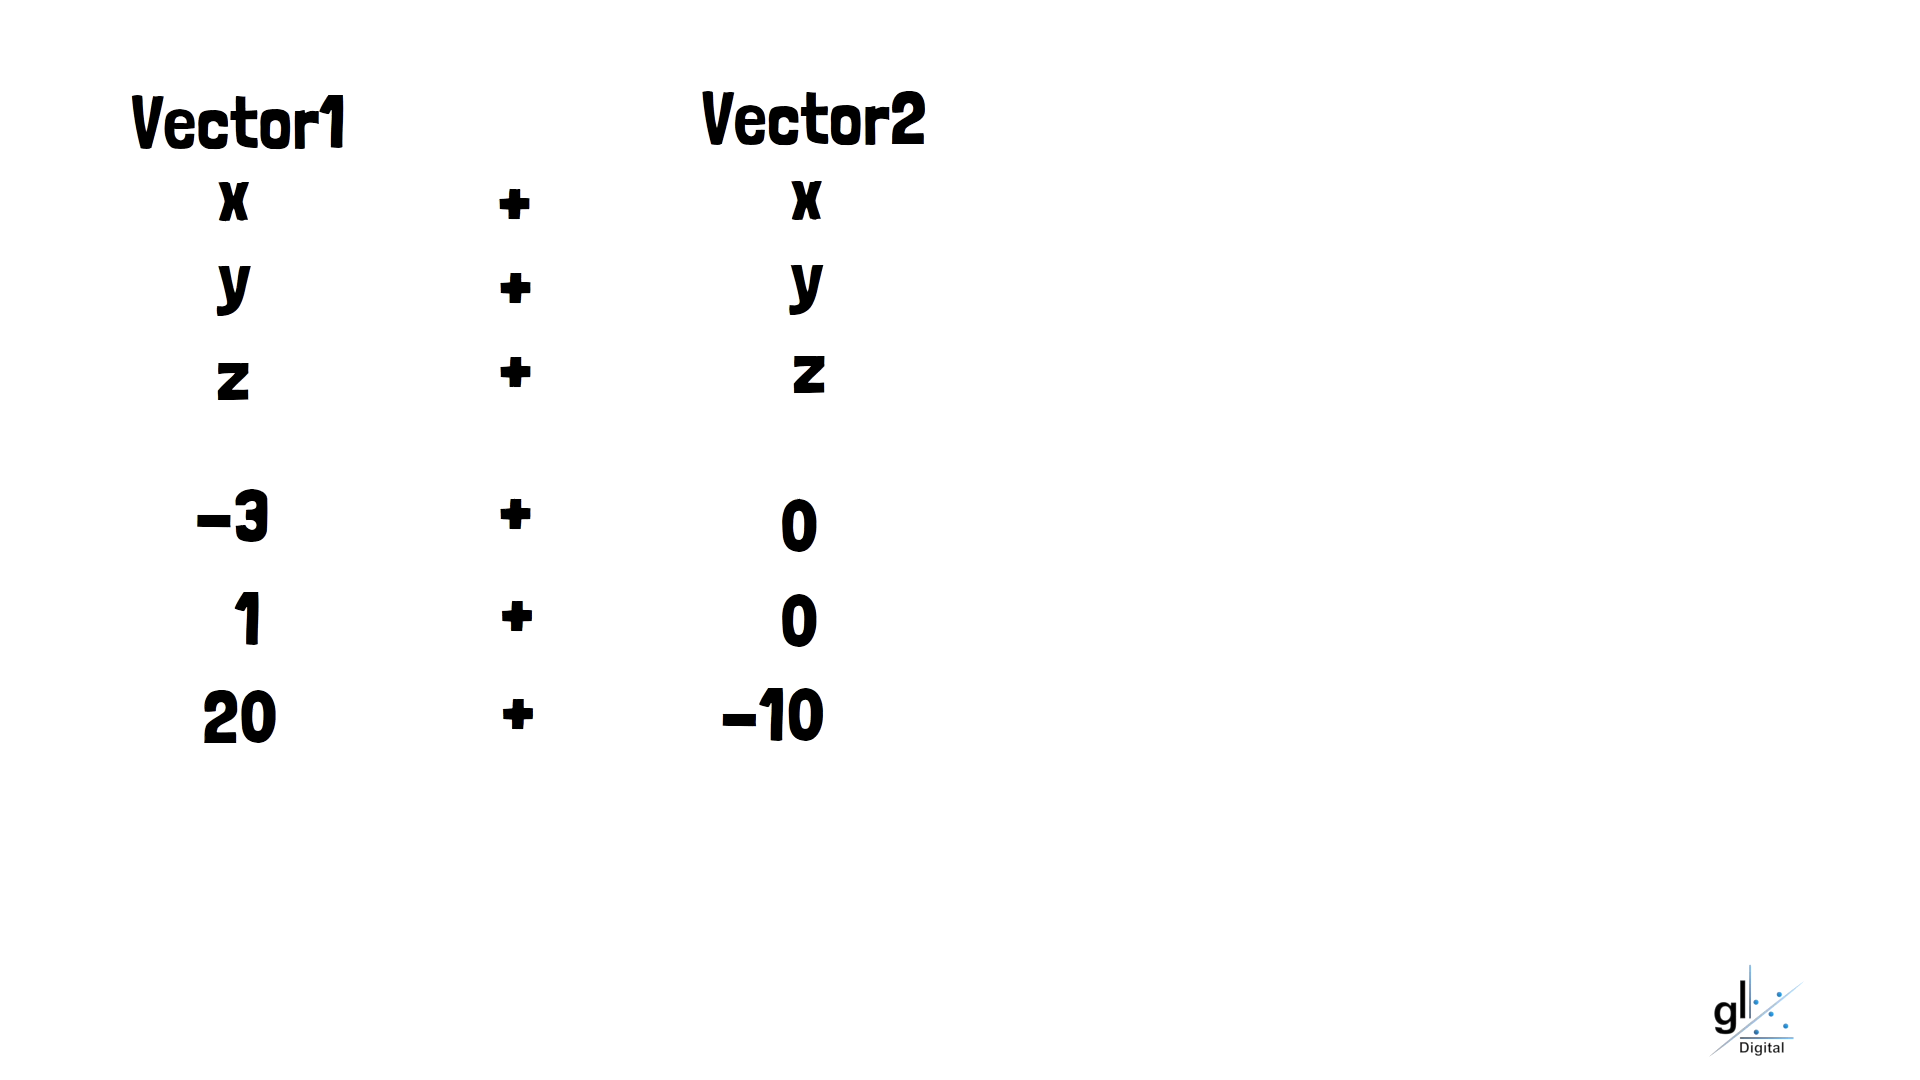 Vector1 Vector2
x + x
y + y
z + z
-3 + 0
1 + 0
20 + -10
gl
Digital